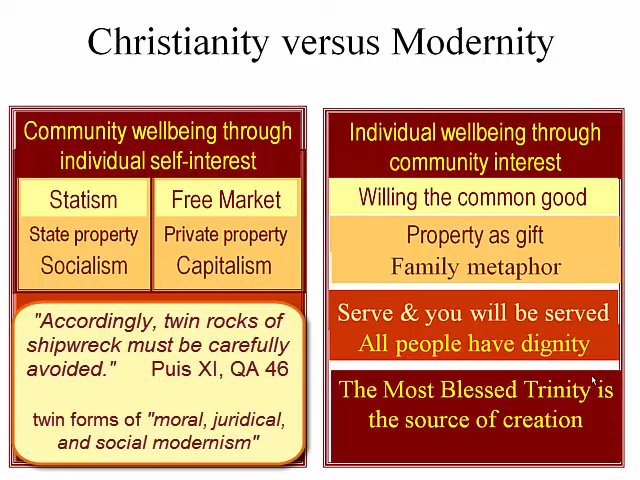 Christianity versus Modernity
Community wellbeing through
individual self-interest
Statism
Free Market
State property
Private property
Socialism
Capitalism
"Accordingly, twin rocks of
shipwreck must be carefully
avoided." Puis XI, QA 46
twin forms of "moral, juridical,
and social modernism"
Individual wellbeing through
community interest
Willing the common good
Property as gift
Family metaphor
Serve & you will be served
All people have dignity
The Most Blessed Trinity is
the source of creation